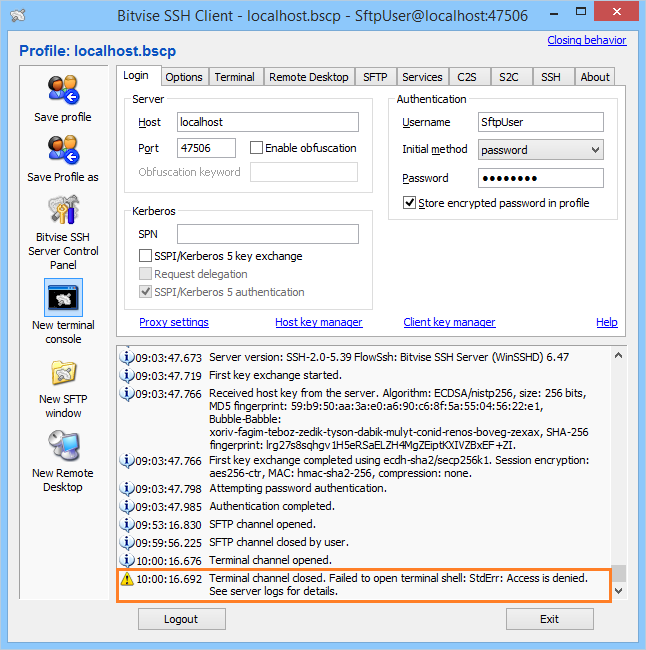 Bitvise SSH Client - localhost.bscp - SftpUser@localhost:47506
Profile: localhost.bscp
Closing behavior
Save profile
Save Profile as
Bitvise SSH
Server Control
Panel
New terminal
console
New SFTP
window
New Remote
Desktop
Login Options Terminal Remote Desktop SFTP Services C2S S2C SSH About
Server
Host localhost
Port 47506 Enable obfuscation
Obfuscation keyword
Kerberos
SPN
SSPI/Kerberos 5 key exchange
Request delegation
SSPI/Kerberos 5 authentication
Authentication
Username SftpUser
Initial method password
Password ●●●●●●●●
Store encrypted password in profile
Proxy settings Host key manager Client key manager Help
09:03:47.673 Server version: SSH-2.0-5.39 FlowSsh: Bitvise SSH Server (WinSSHD) 6.47
09:03:47.719 First key exchange started.
09:03:47.766 Received host key from the server. Algorithm: ECDSA/nistp256, size: 256 bits,
MD5 fingerprint: 59:b9:50:aa:3a:e0:a6:90:c6:8f:5a:55:04:56:22:e1,
Bubble-Babble:
xoriv-fagim-teboz-zedik-tyson-dabik-mulyt-conid-renos-boveg-zexax, SHA-256
fingerprint: lrg27s8sqhgv1H5eRSaELZH4MgZEiptKXIVZBxEF+ZI.
09:03:47.766 First key exchange completed using ecdh-sha2/secp256k1. Session encryption:
aes256-ctr, MAC: hmac-sha2-256, compression: none.
09:03:47.798 Attempting password authentication.
09:03:47.985 Authentication completed.
09:53:16.830 SFTP channel opened.
09:59:56.225 SFTP channel closed by user.
10:00:16.676 Terminal channel opened.
10:00:16.692 Terminal channel closed. Failed to open terminal shell: StdErr: Access is denied.
See server logs for details.
Logout Exit